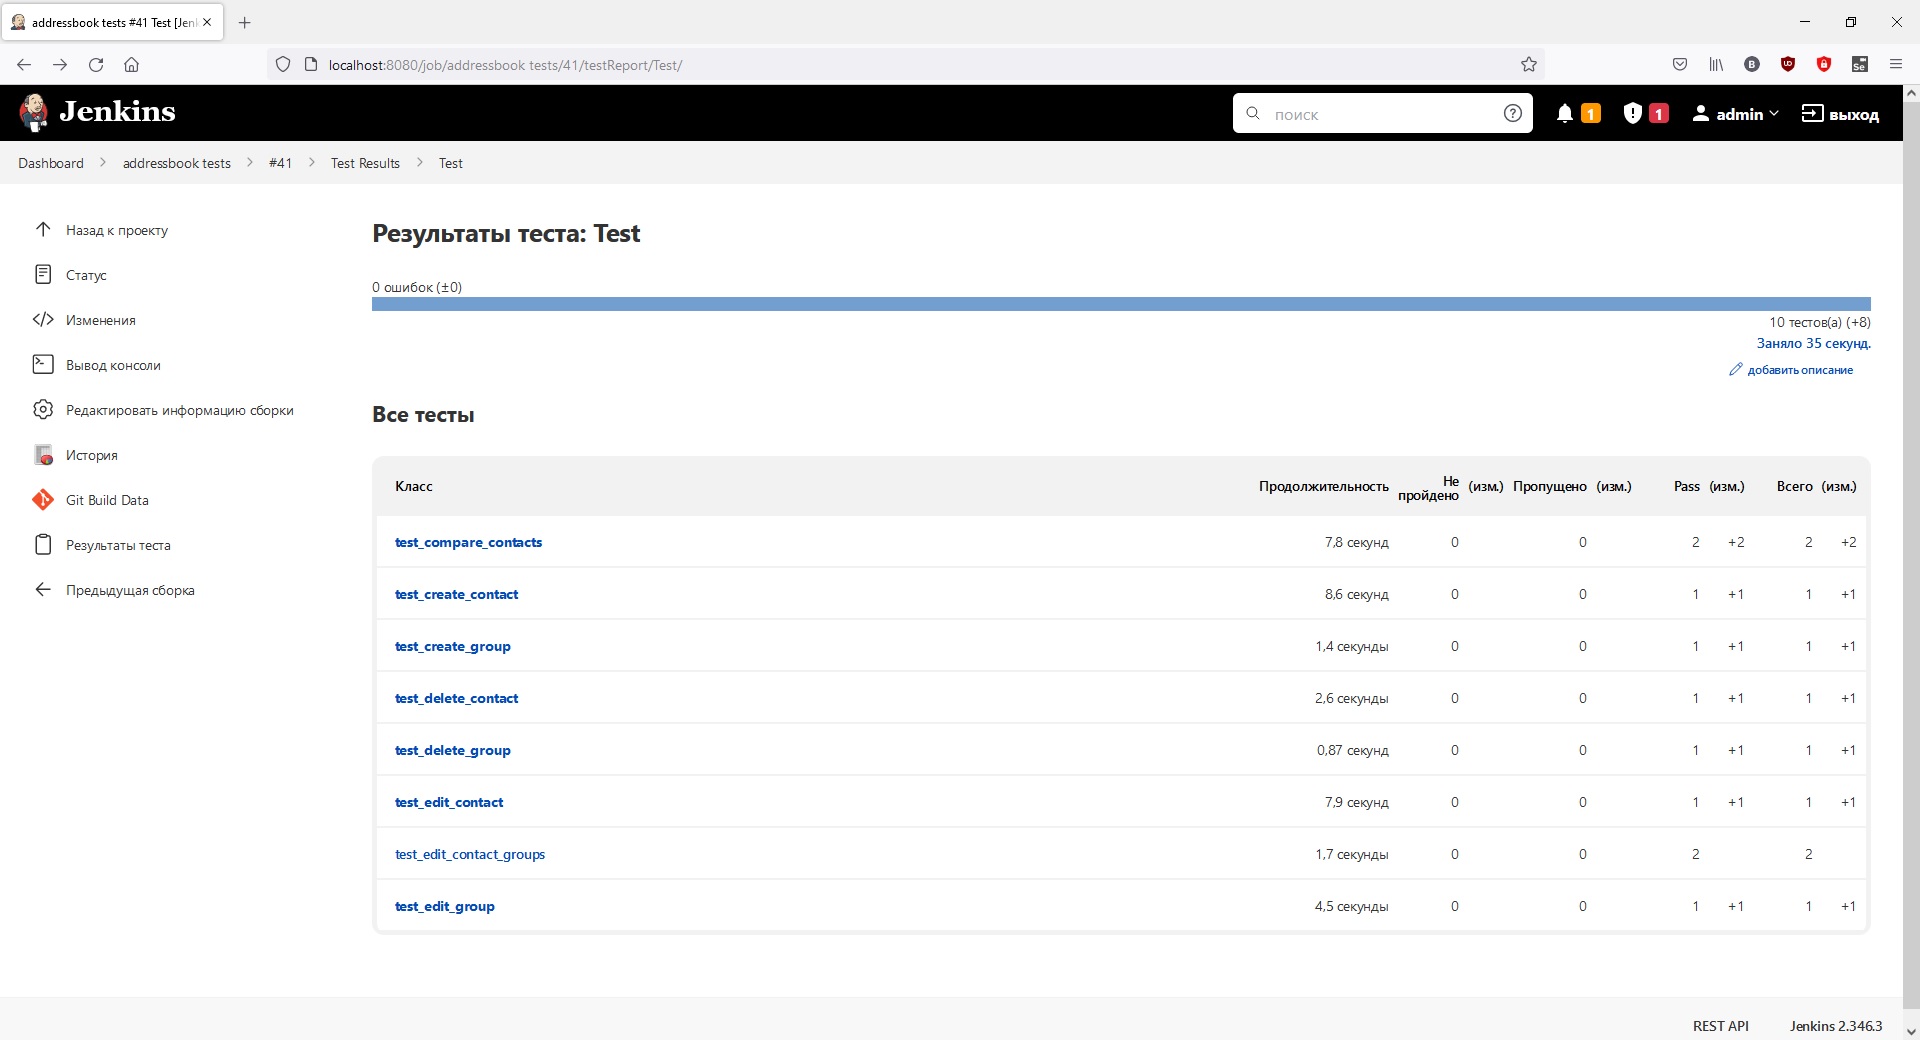 addressbook tests #41 Test [Jen
localhost:8080/job/addressbook tests/41/testReport/Test/
Jenkins
поиск
1
1
admin
выход
Dashboard
addressbook tests
#41
Test Results
Test
Назад к проекту
Статус
Изменения
Вывод консоли
Редактировать информацию сборки
История
Git Build Data
Результаты теста
Предыдущая сборка
Результаты теста: Test
0 ошибок (±0)
10 тестов(а) (+8)
Заняло 35 секунд.
добавить описание
Все тесты
Класс Продолжительность Не пройдено (изм.) Пропущено (изм.) Pass (изм.) Всего (изм.)
test_compare_contacts 7,8 секунд 0 0 2 +2 2 +2
test_create_contact 8,6 секунд 0 0 1 +1 1 +1
test_create_group 1,4 секунды 0 0 1 +1 1 +1
test_delete_contact 2,6 секунды 0 0 1 +1 1 +1
test_delete_group 0,87 секунд 0 0 1 +1 1 +1
test_edit_contact 7,9 секунд 0 0 1 +1 1 +1
test_edit_contact_groups 1,7 секунды 0 0 2 2
test_edit_group 4,5 секунды 0 0 1 +1 1 +1
REST API
Jenkins 2.346.3